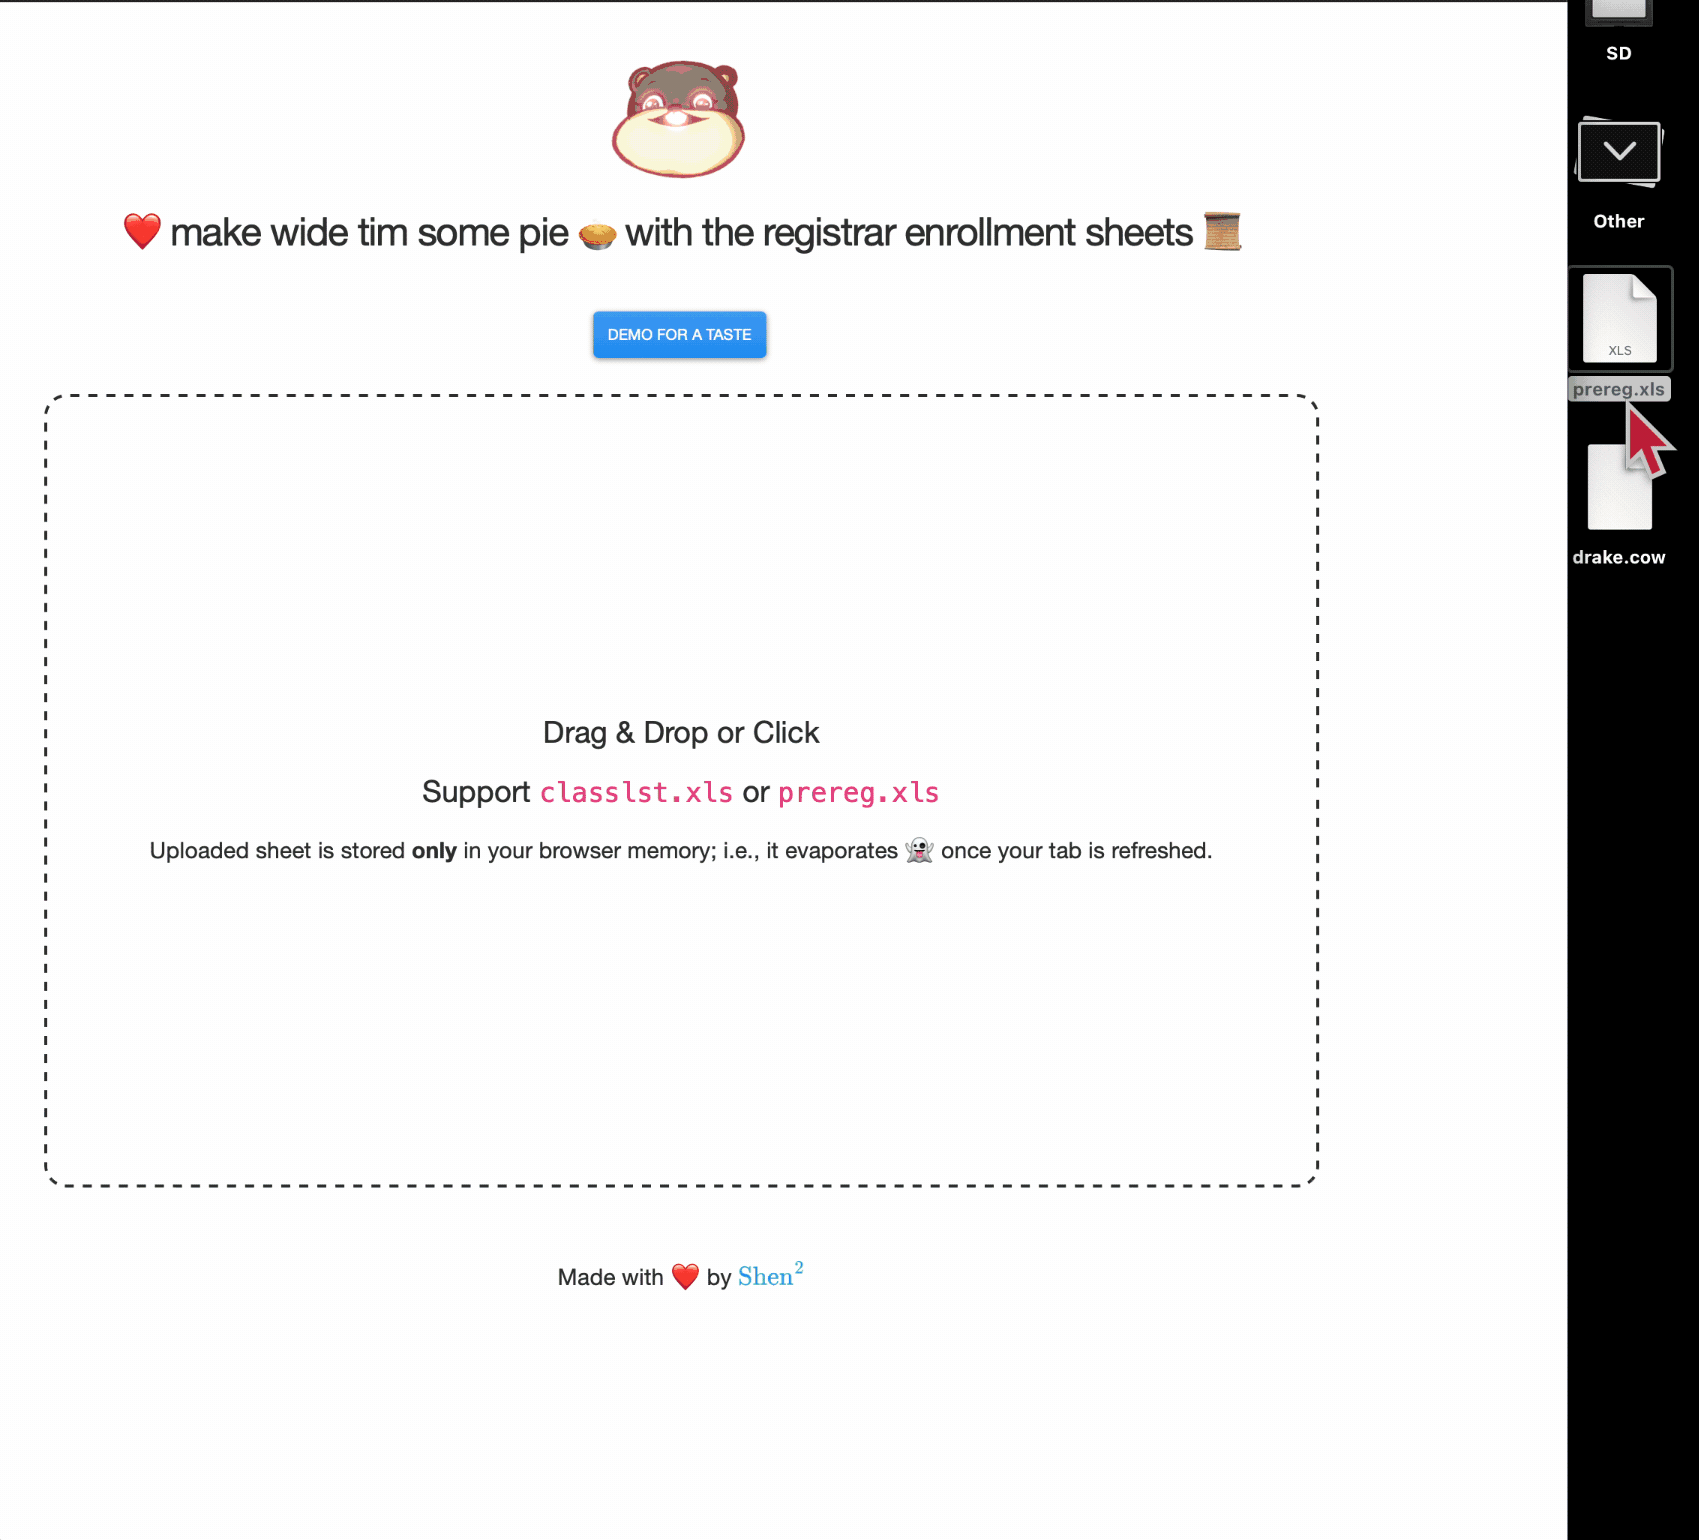 ❤️ make wide tim some pie 🥧 with the registrar enrollment sheets 📜
DEMO FOR A TASTE
Drag & Drop or Click
Support classlst.xls or prereg.xls
Uploaded sheet is stored only in your browser memory; i.e., it evaporates 👻 once your tab is refreshed.
Made with ❤️ by Shen²
SD
Other
XLS
prereg.xls
drake.cow